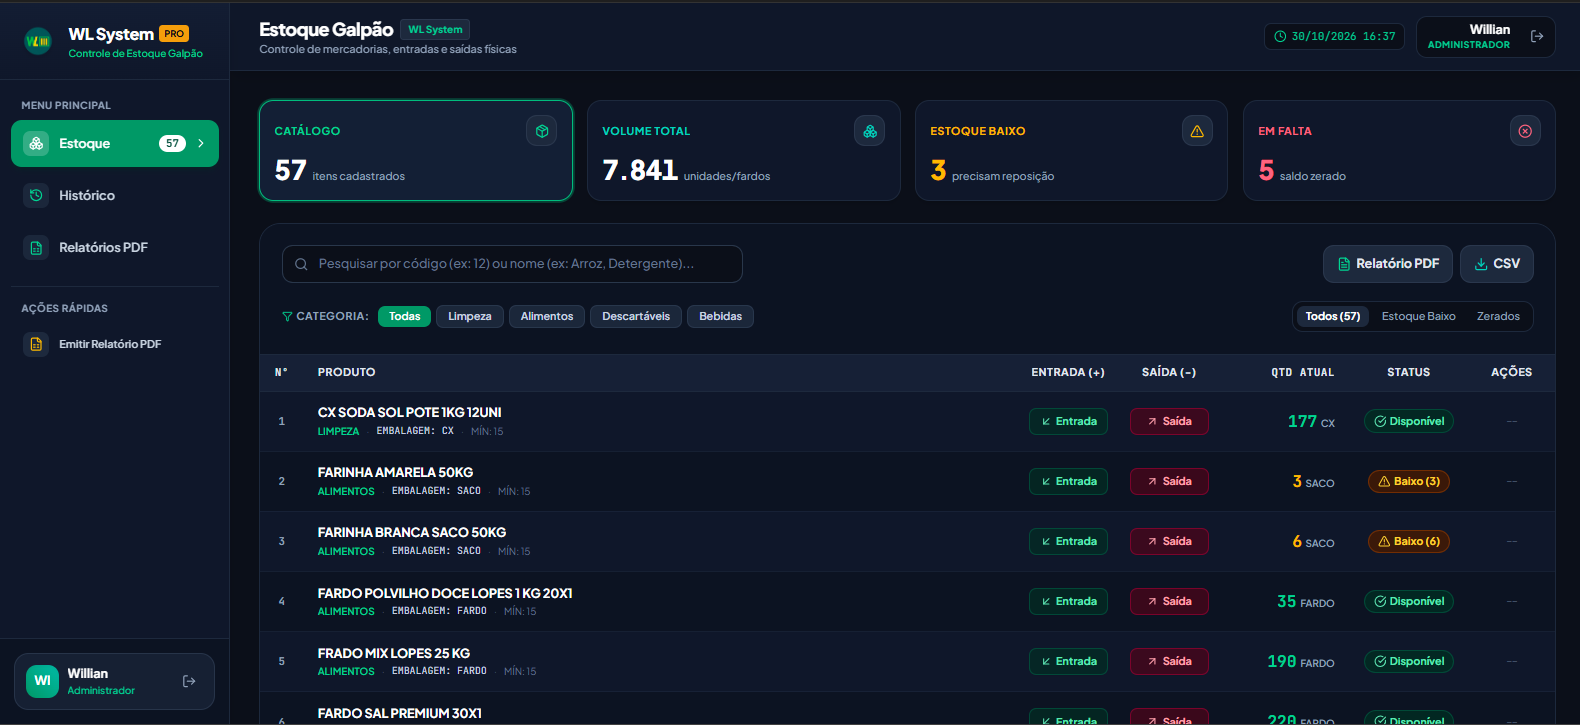 WL System PRO
Controle de Estoque Galpão
MENU PRINCIPAL
Estoque 57
Histórico
Relatórios PDF
AÇÕES RÁPIDAS
Emitir Relatório PDF
WI
Willian
Administrador
Estoque Galpão WL System
Controle de mercadorias, entradas e saídas físicas
30/10/2026 16:37
Willian
ADMINISTRADOR
CATÁLOGO
57 itens cadastrados
VOLUME TOTAL
7.841 unidades/fardos
ESTOQUE BAIXO
3 precisam reposição
EM FALTA
5 saldo zerado
Pesquisar por código (ex: 12) ou nome (ex: Arroz, Detergente)...
Relatório PDF CSV
CATEGORIA: Todas Limpeza Alimentos Descartáveis Bebidas
Todos (57) Estoque Baixo Zerados
N° PRODUTO ENTRADA (+) SAÍDA (-) QTD ATUAL STATUS AÇÕES
1 CX SODA SOL POTE 1KG 12UNI Entrada Saída 177 CX Disponível --
LIMPEZA · EMBALAGEM: CX · MÍN: 15
2 FARINHA AMARELA 50KG Entrada Saída 3 SACO Baixo (3) --
ALIMENTOS · EMBALAGEM: SACO · MÍN: 15
3 FARINHA BRANCA SACO 50KG Entrada Saída 6 SACO Baixo (6) --
ALIMENTOS · EMBALAGEM: SACO · MÍN: 15
4 FARDO POLVILHO DOCE LOPES 1 KG 20X1 Entrada Saída 35 FARDO Disponível --
ALIMENTOS · EMBALAGEM: FARDO · MÍN: 15
5 FRADO MIX LOPES 25 KG Entrada Saída 190 FARDO Disponível --
ALIMENTOS · EMBALAGEM: FARDO · MÍN: 15
6 FARDO SAL PREMIUM 30X1 Entrada Saída 220 FARDO Disponível